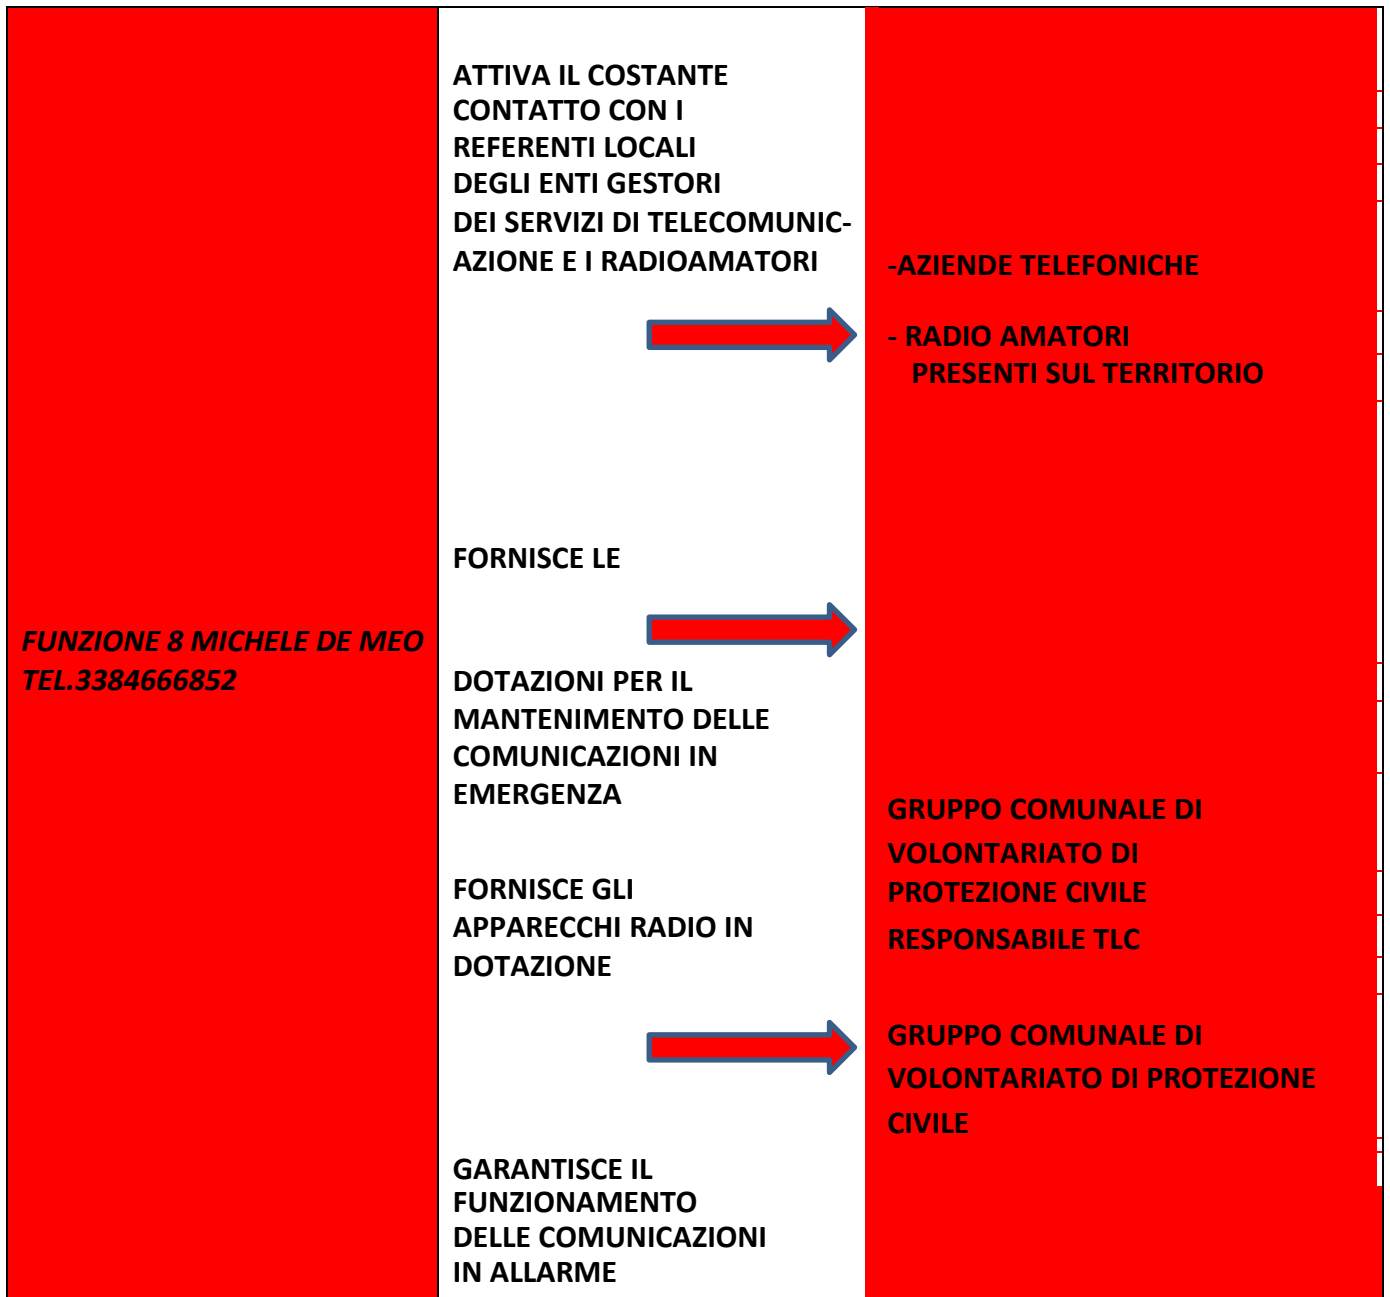 FUNZIONE 8 MICHELE DE MEO
TEL.3384666852
ATTIVA IL COSTANTE
CONTATTO CON I
REFERENTI LOCALI
DEGLI ENTI GESTORI
DEI SERVIZI DI TELECOMUNIC-
AZIONE E I RADIOAMATORI
FORNISCE LE
DOTAZIONI PER IL
MANTENIMENTO DELLE
COMUNICAZIONI IN
EMERGENZA
FORNISCE GLI
APPARECCHI RADIO IN
DOTAZIONE
GARANTISCE IL
FUNZIONAMENTO
DELLE COMUNICAZIONI
IN ALLARME
-AZIENDE TELEFONICHE
- RADIO AMATORI
PRESENTI SUL TERRITORIO
GRUPPO COMUNALE DI
VOLONTARIATO DI
PROTEZIONE CIVILE
RESPONSABILE TLC
GRUPPO COMUNALE DI
VOLONTARIATO DI PROTEZIONE
CIVILE